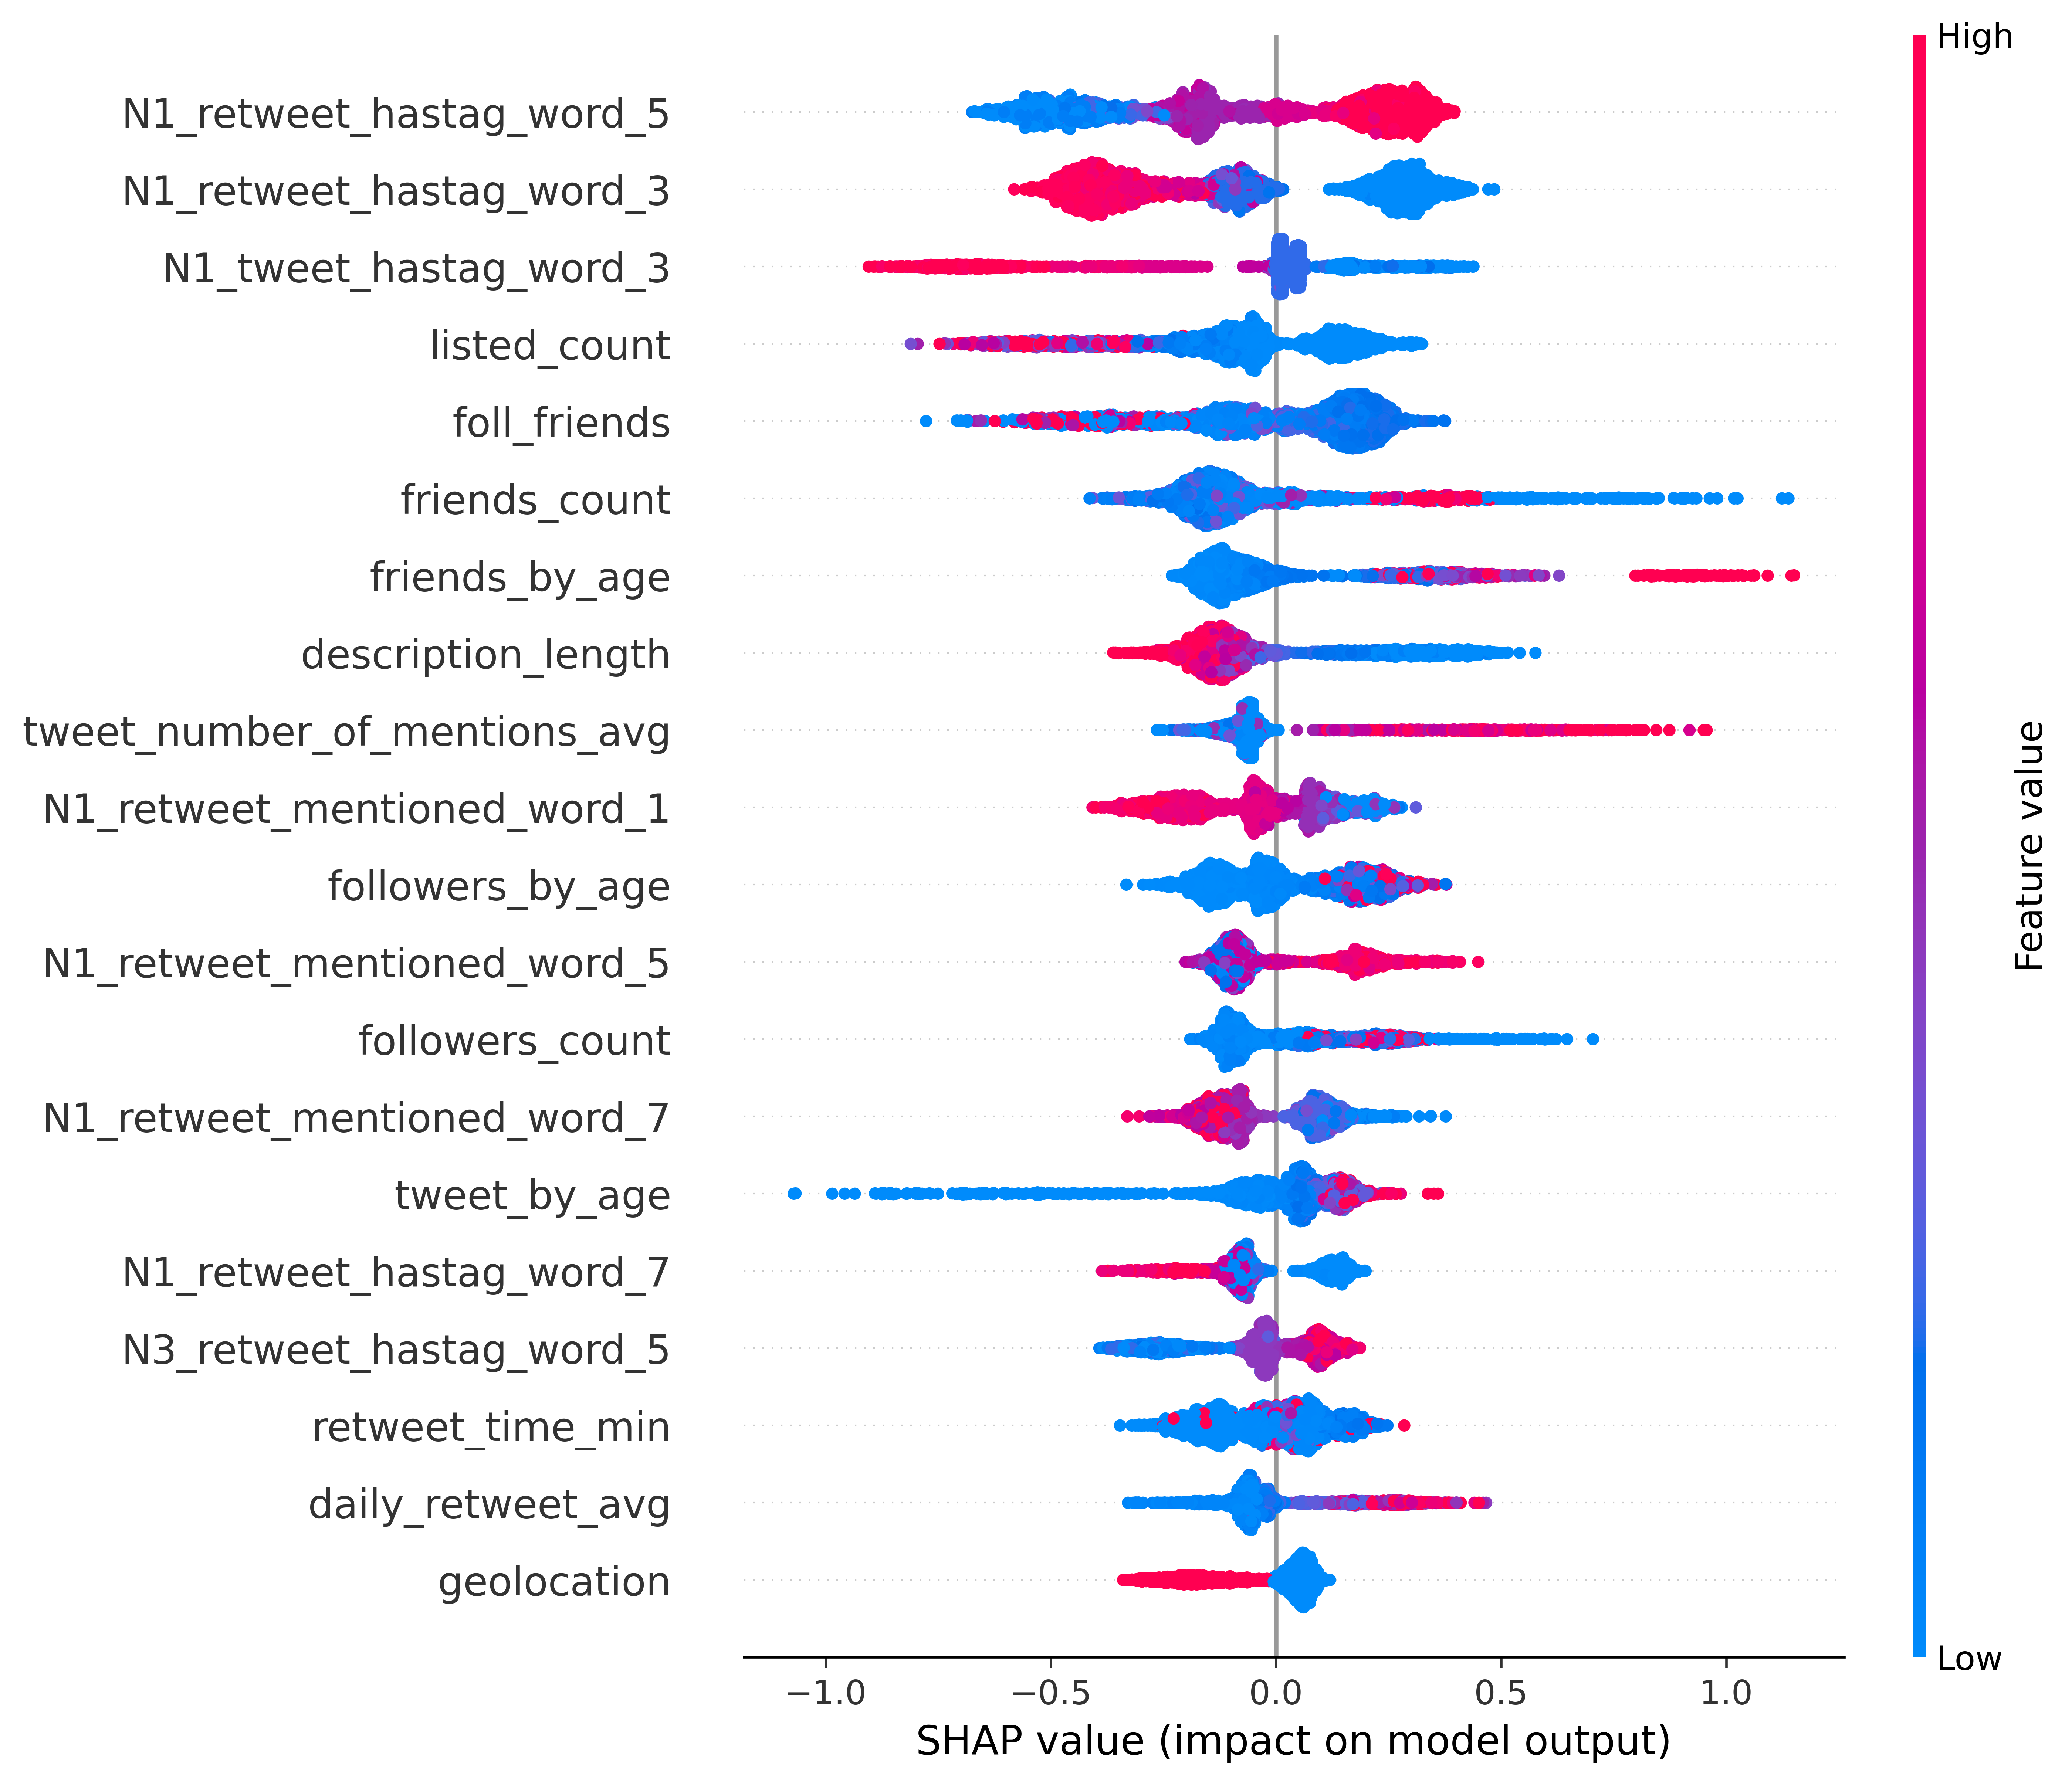 High
N1_retweet_hastag_word_5
N1_retweet_hastag_word_3
N1_tweet_hastag_word_3
listed_count
foll_friends
friends_count
friends_by_age
description_length
tweet_number_of_mentions_avg
N1_retweet_mentioned_word_1
followers_by_age
N1_retweet_mentioned_word_5
followers_count
N1_retweet_mentioned_word_7
tweet_by_age
N1_retweet_hastag_word_7
N3_retweet_hastag_word_5
retweet_time_min
daily_retweet_avg
geolocation
Feature value
Low
−1.0 −0.5 0.0 0.5 1.0
SHAP value (impact on model output)